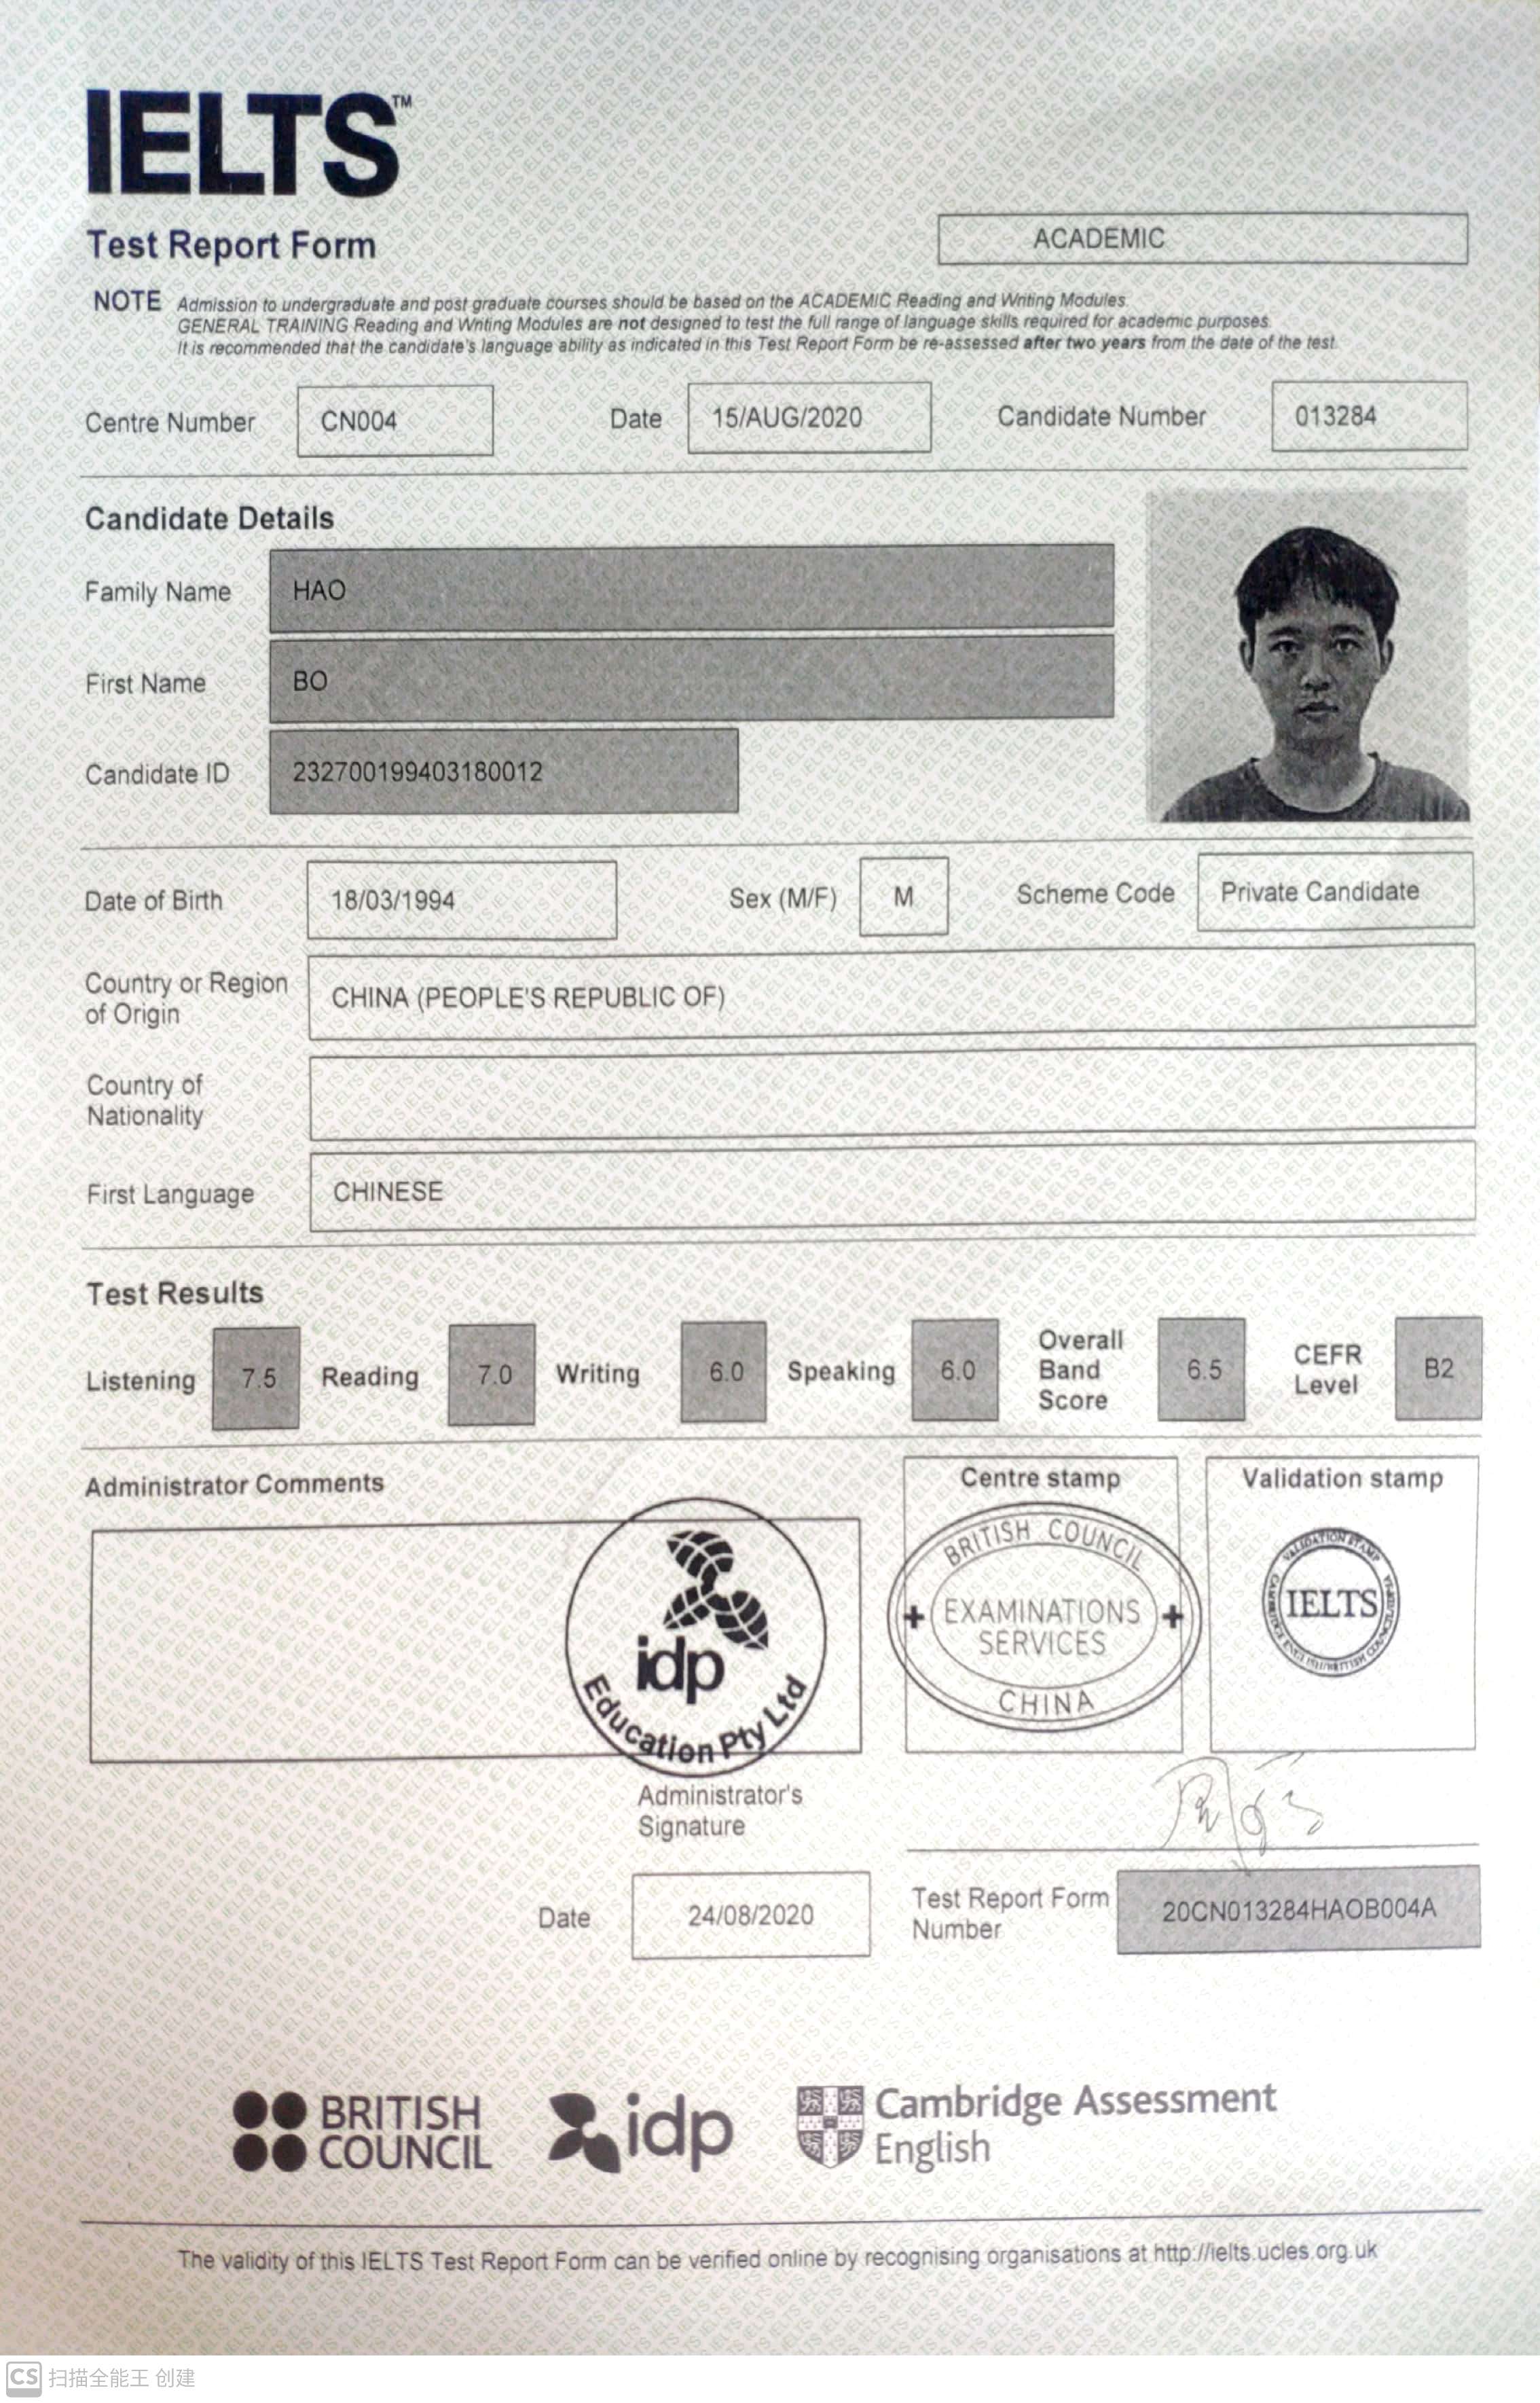 IELTS™
Test Report Form
ACADEMIC
NOTE Admission to undergraduate and post graduate courses should be based on the ACADEMIC Reading and Writing Modules.
GENERAL TRAINING Reading and Writing Modules are not designed to test the full range of language skills required for academic purposes.
It is recommended that the candidate's language ability as indicated in this Test Report Form be re-assessed after two years from the date of the test.
Centre Number CN004 Date 15/AUG/2020 Candidate Number 013284
Candidate Details
Family Name HAO
First Name BO
Candidate ID 232700199403180012
Date of Birth 18/03/1994 Sex (M/F) M Scheme Code Private Candidate
Country or Region
of Origin
CHINA (PEOPLE'S REPUBLIC OF)
Country of
Nationality
First Language CHINESE
Test Results
Listening 7.5 Reading 7.0 Writing 6.0 Speaking 6.0 Overall Band Score 6.5 CEFR Level B2
Administrator Comments
idp
Education Pty Ltd
Centre stamp
BRITISH COUNCIL
EXAMINATIONS
SERVICES
CHINA
Validation stamp
VALIDATION STAMP
IELTS
Administrator's
Signature
Date 24/08/2020
Test Report Form
Number
20CN013284HAOB004A
BRITISH
COUNCIL
idp
Cambridge Assessment
English
The validity of this IELTS Test Report Form can be verified online by recognising organisations at http://ielts.ucles.org.uk
CS 扫描全能王 创建